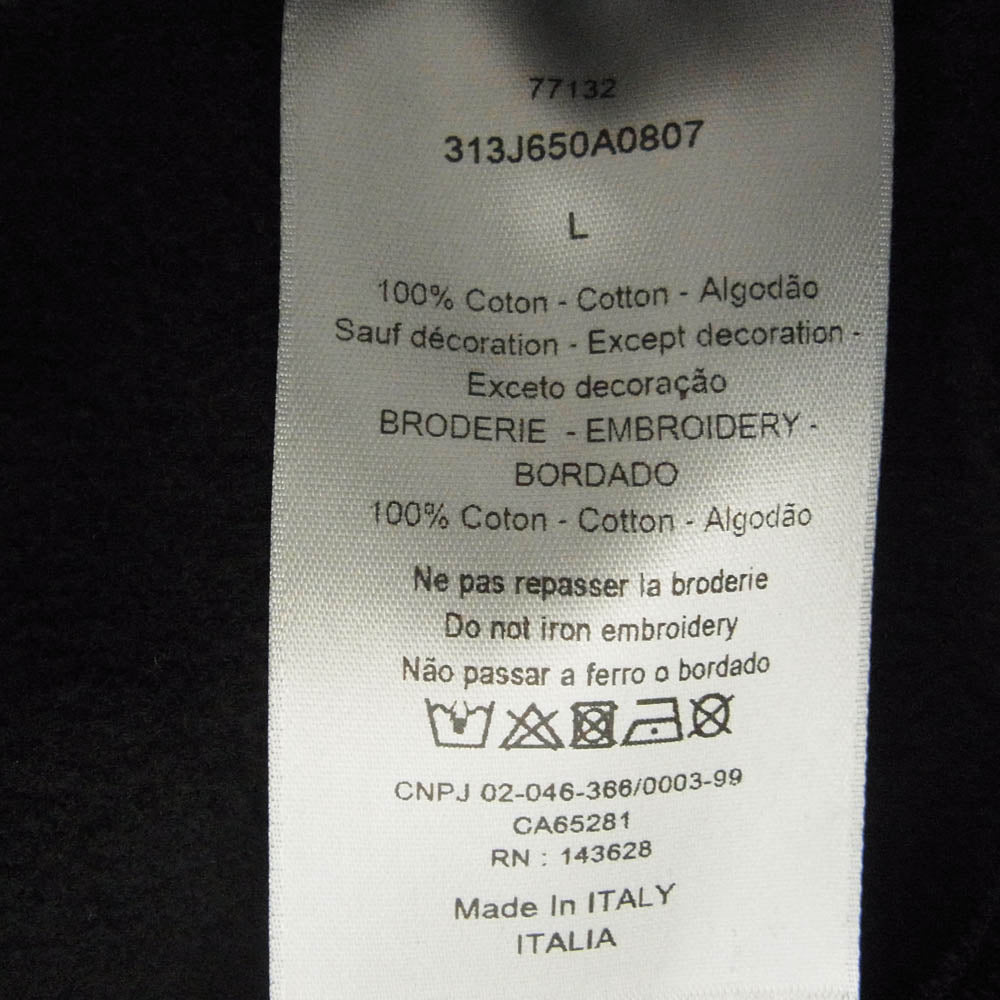 77132
313J650A0807
L
100% Coton - Cotton - Algodão
Sauf décoration - Except decoration -
Exceto decoração
BRODERIE - EMBROIDERY -
BORDADO
100% Coton - Cotton - Algodão
Ne pas repasser la broderie
Do not iron embroidery
Não passar a ferro o bordado
CNPJ 02-046-366/0003-99
CA65281
RN : 143628
Made In ITALY
ITALIA